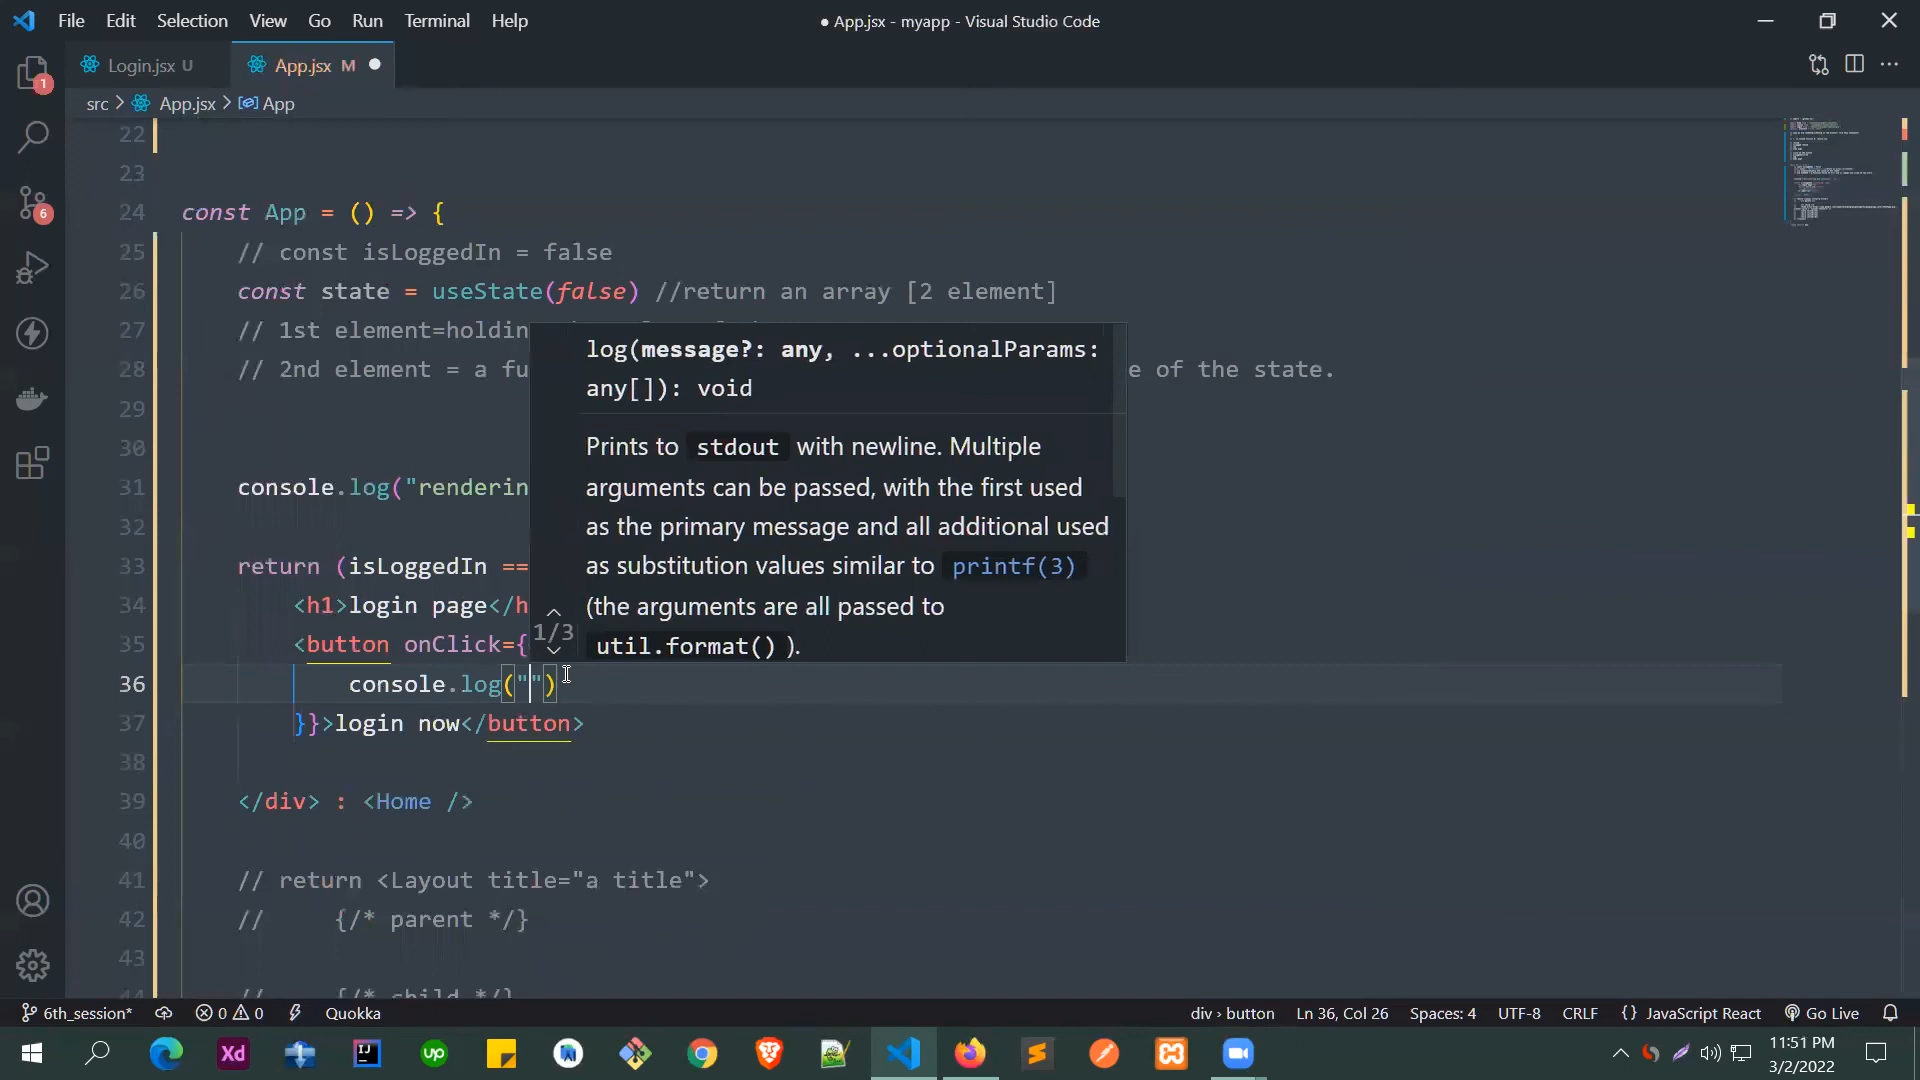 File Edit Selection View Go Run Terminal Help
● App.jsx - myapp - Visual Studio Code
Login.jsx U
App.jsx M
src > App.jsx > App
1
6
22
23
24 const App = () => {
25 // const isLoggedIn = false
26 const state = useState(false) //return an array [2 element]
27 // 1st element=holdin
28 // 2nd element = a fu e of the state.
29
30
31 console.log("renderin
32
33 return (isLoggedIn ==
34 <h1>login page</h
35 <button onClick={
36 console.log("")
37 }}>login now</button>
38
39 </div> : <Home />
40
41 // return <Layout title="a title">
42 // {/* parent */}
43
log(message?: any, ...optionalParams:
any[]): void
Prints to stdout with newline. Multiple
arguments can be passed, with the first used
as the primary message and all additional used
as substitution values similar to printf(3)
(the arguments are all passed to
util.format() ).
1/3
6th_session* 0 0 Quokka
div › button Ln 36, Col 26 Spaces: 4 UTF-8 CRLF {} JavaScript React Go Live
Xd
up
11:51 PM
3/2/2022